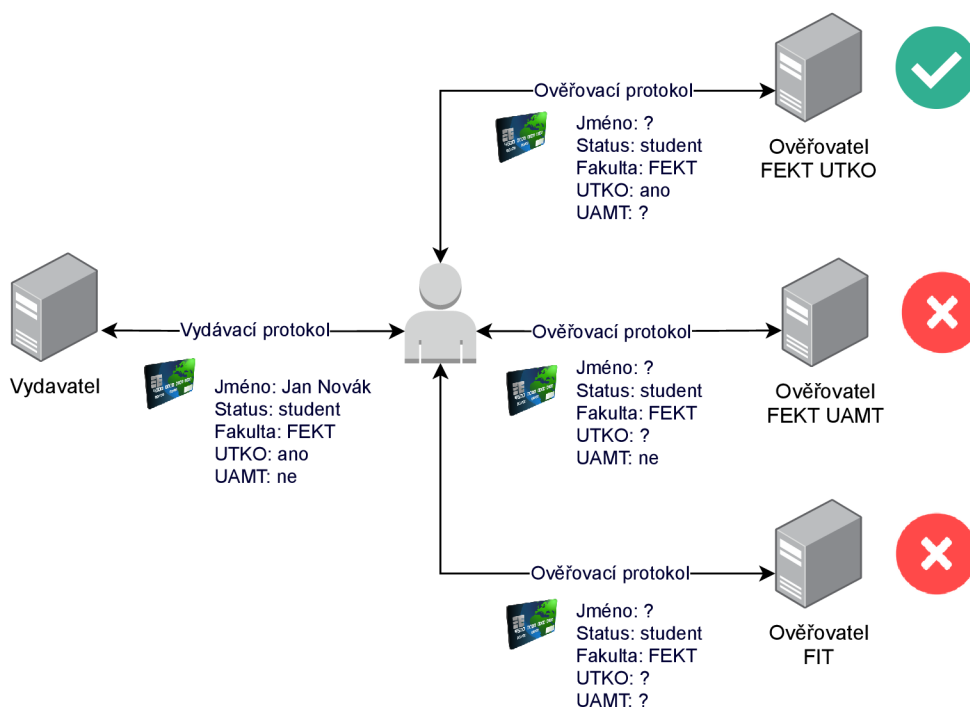 Ověřovací protokol
Jméno: ?
Status: student
Fakulta: FEKT
UTKO: ano
UAMT: ?
Ověřovatel
FEKT UTKO
Vydavatel
Vydávací protokol
Jméno: Jan Novák
Status: student
Fakulta: FEKT
UTKO: ano
UAMT: ne
Ověřovací protokol
Jméno: ?
Status: student
Fakulta: FEKT
UTKO: ?
UAMT: ne
Ověřovatel
FEKT UAMT
Ověřovací protokol
Jméno: ?
Status: student
Fakulta: FEKT
UTKO: ?
UAMT: ?
Ověřovatel
FIT